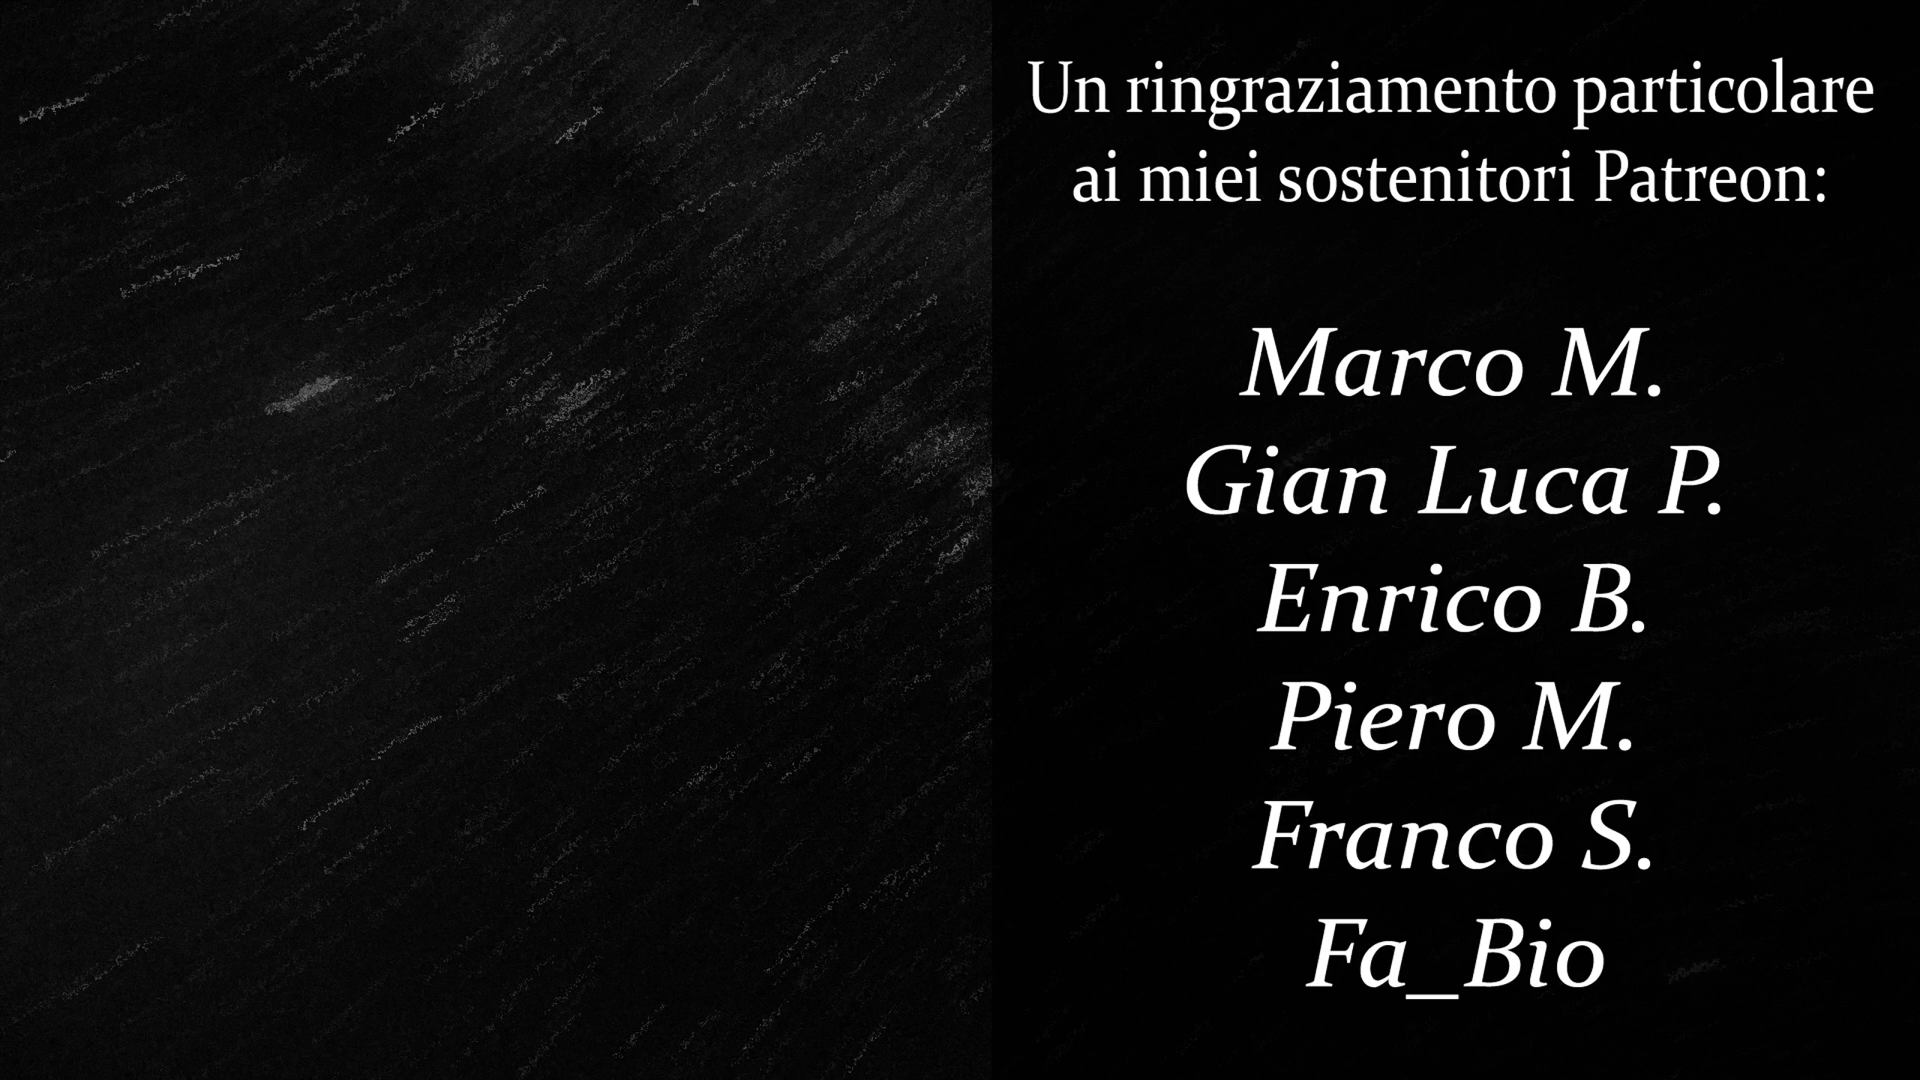 Un ringraziamento particolare
ai miei sostenitori Patreon:
Marco M.
Gian Luca P.
Enrico B.
Piero M.
Franco S.
Fa_Bio